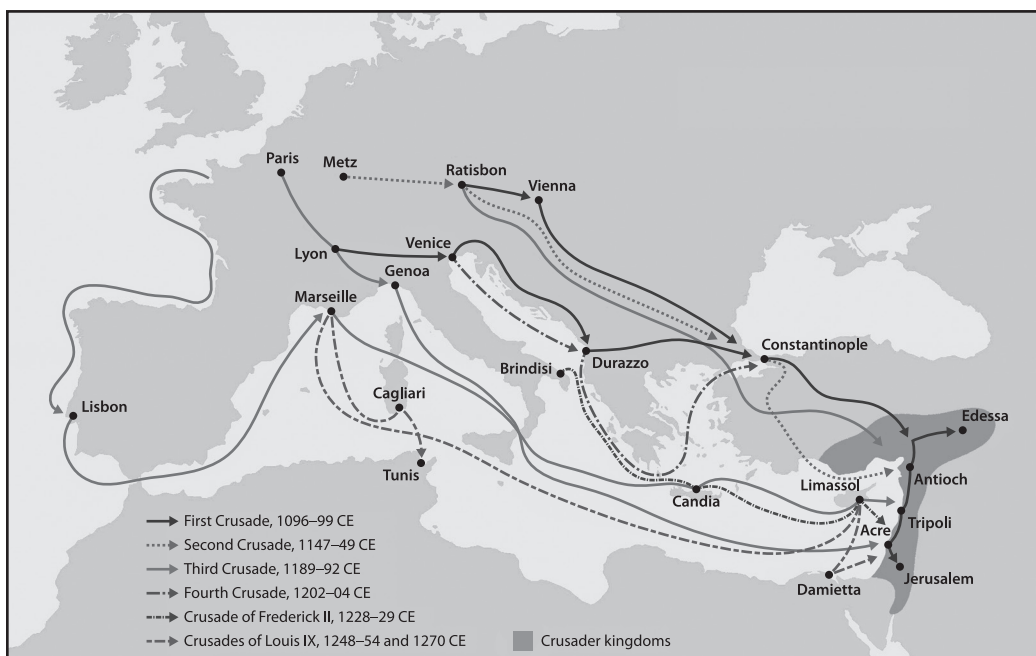 Paris
Metz
Ratisbon
Vienna
Lyon
Venice
Genoa
Marseille
Constantinople
Durazzo
Brindisi
Cagliari
Lisbon
Edessa
Tunis
Candia
Limasol
Antioch
Tripoli
Acre
Jerusalem
Damietta
First Crusade, 1096–99 CE
Second Crusade, 1147–49 CE
Third Crusade, 1189–92 CE
Fourth Crusade, 1202–04 CE
Crusade of Frederick II, 1228–29 CE
Crusades of Louis IX, 1248–54 and 1270 CE
Crusader kingdoms